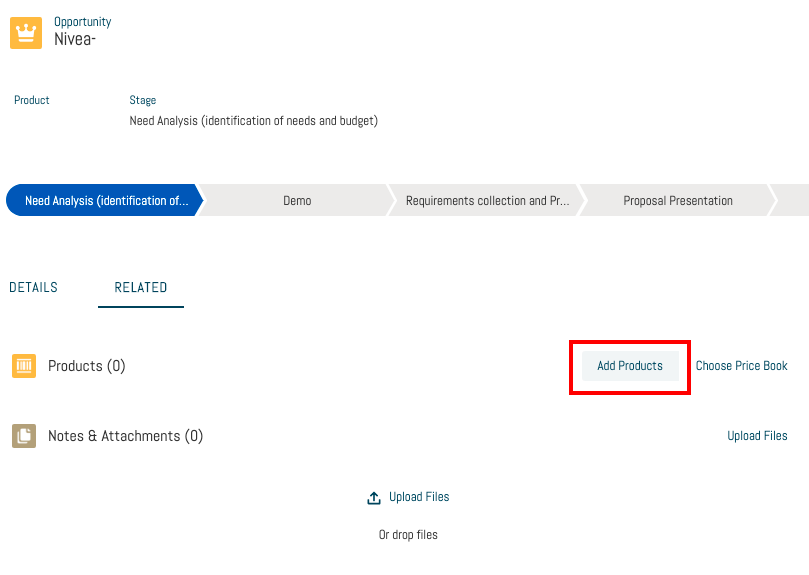 Opportunity
Nivea-
Product
Stage
Need Analysis (identification of needs and budget)
Need Analysis (identification of...
Demo
Requirements collection and Pr...
Proposal Presentation
DETAILS
RELATED
Products (0)
Add Products
Choose Price Book
Notes & Attachments (0)
Upload Files
Upload Files
Or drop files